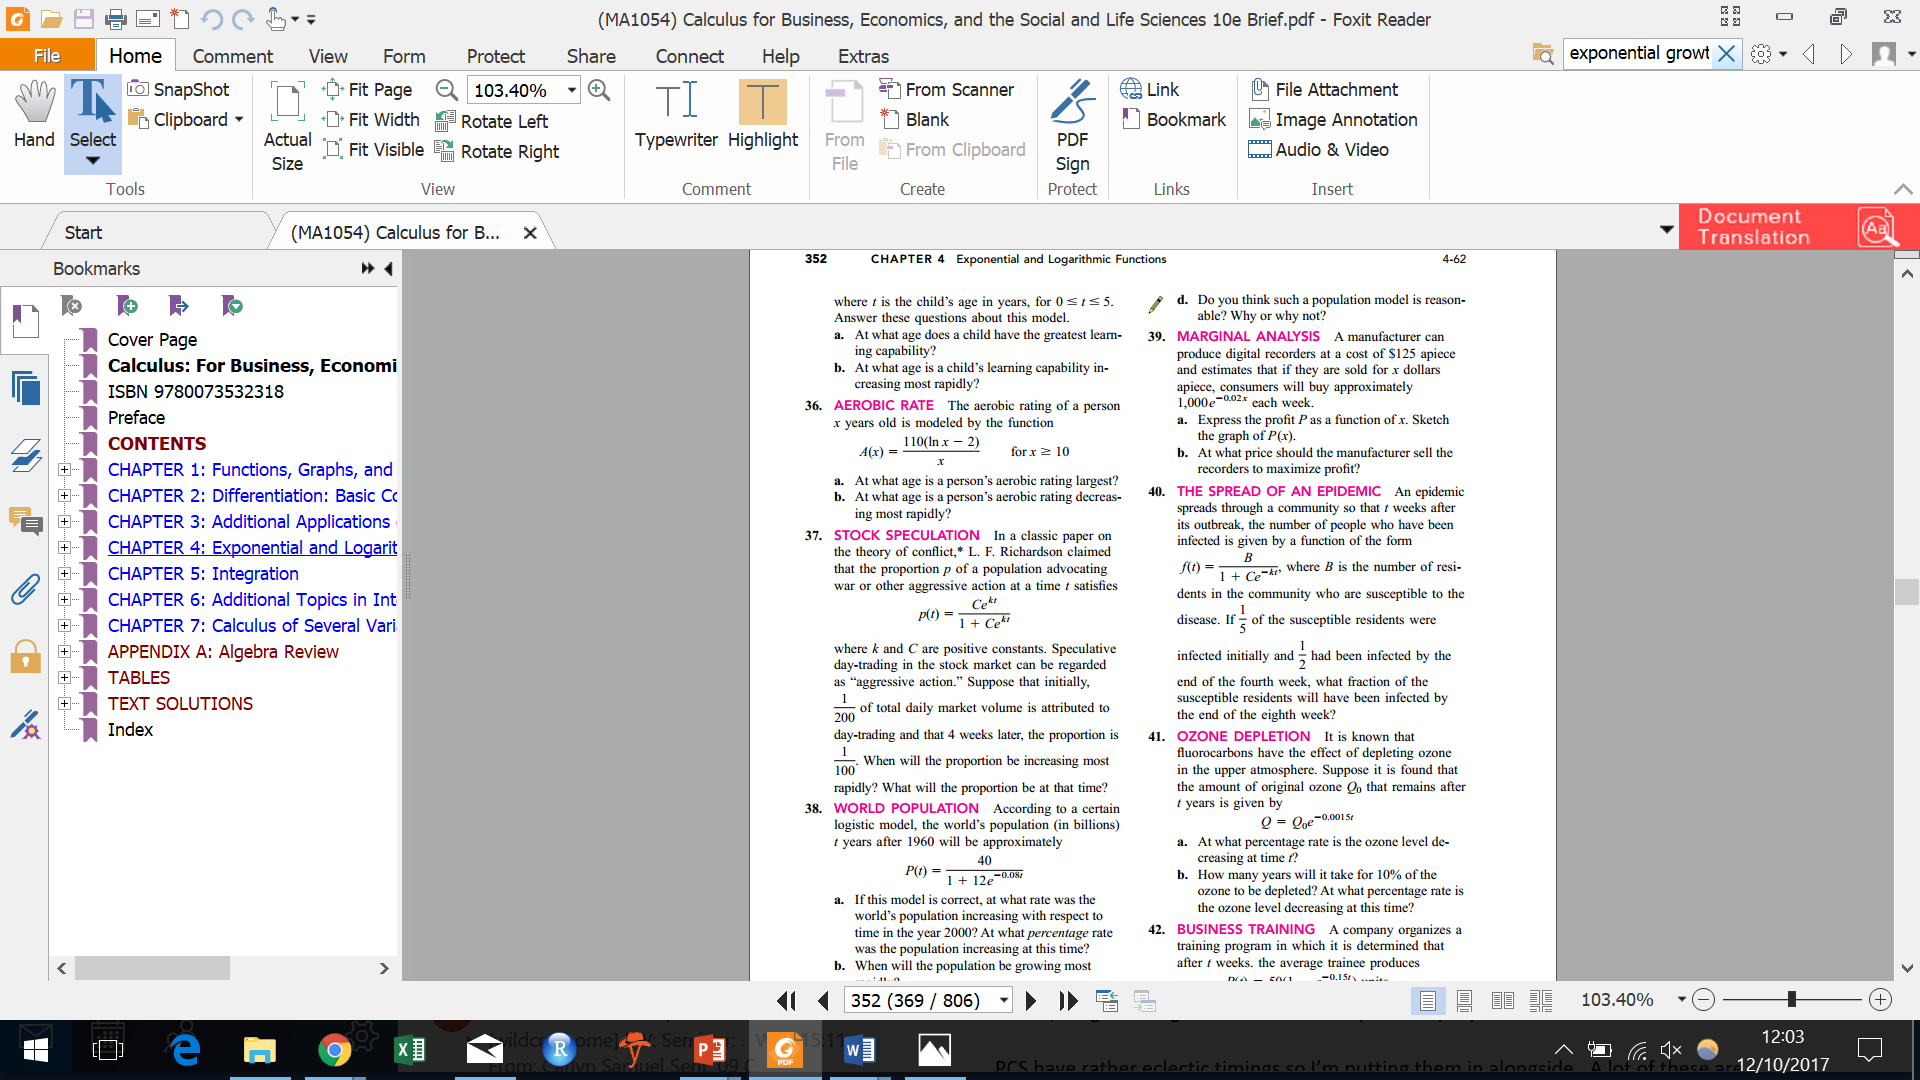 (MA1054) Calculus for Business, Economics, and the Social and Life Sciences 10e Brief.pdf - Foxit Reader
File Home Comment View Form Protect Share Connect Help Extras
exponential growt
Hand
Select
SnapShot
Clipboard
Tools
Actual Size
Fit Page
Fit Width
Fit Visible
103.40%
Rotate Left
Rotate Right
View
Typewriter
Highlight
Comment
From File
From Scanner
Blank
From Clipboard
Create
PDF Sign
Protect
Link
Bookmark
Links
File Attachment
Image Annotation
Audio & Video
Insert
Start
(MA1054) Calculus for B...
Document
Translation
Bookmarks
Cover Page
Calculus: For Business, Economi
ISBN 9780073532318
Preface
CONTENTS
CHAPTER 1: Functions, Graphs, and
CHAPTER 2: Differentiation: Basic Co
CHAPTER 3: Additional Applications
CHAPTER 4: Exponential and Logarit
CHAPTER 5: Integration
CHAPTER 6: Additional Topics in Int
CHAPTER 7: Calculus of Several Vari
APPENDIX A: Algebra Review
TABLES
TEXT SOLUTIONS
Index
352 CHAPTER 4 Exponential and Logarithmic Functions 4-62
where t is the child's age in years, for 0 ≤ t ≤ 5.
Answer these questions about this model.
a. At what age does a child have the greatest learn-
ing capability?
b. At what age is a child's learning capability in-
creasing most rapidly?
36. AEROBIC RATE The aerobic rating of a person
x years old is modeled by the function
A(x) = 110(ln x − 2) / x for x ≥ 10
a. At what age is a person's aerobic rating largest?
b. At what age is a person's aerobic rating decreas-
ing most rapidly?
37. STOCK SPECULATION In a classic paper on
the theory of conflict,* L. F. Richardson claimed
that the proportion p of a population advocating
war or other aggressive action at a time t satisfies
p(t) = Ce^kt / 1 + Ce^kt
where k and C are positive constants. Speculative
day-trading in the stock market can be regarded
as “aggressive action.” Suppose that initially,
1/200 of total daily market volume is attributed to
day-trading and that 4 weeks later, the proportion is
1/100. When will the proportion be increasing most
rapidly? What will the proportion be at that time?
38. WORLD POPULATION According to a certain
logistic model, the world's population (in billions)
t years after 1960 will be approximately
P(t) = 40 / 1 + 12e^−0.08t
a. If this model is correct, at what rate was the
world's population increasing with respect to
time in the year 2000? At what percentage rate
was the population increasing at this time?
b. When will the population be growing most
d. Do you think such a population model is reason-
able? Why or why not?
39. MARGINAL ANALYSIS A manufacturer can
produce digital recorders at a cost of $125 apiece
and estimates that if they are sold for x dollars
apiece, consumers will buy approximately
1,000e^−0.02x each week.
a. Express the profit P as a function of x. Sketch
the graph of P(x).
b. At what price should the manufacturer sell the
recorders to maximize profit?
40. THE SPREAD OF AN EPIDEMIC An epidemic
spreads through a community so that t weeks after
its outbreak, the number of people who have been
infected is given by a function of the form
f(t) = B / 1 + Ce^−kt, where B is the number of resi-
dents in the community who are susceptible to the
disease. If 1/5 of the susceptible residents were
infected initially and 1/2 had been infected by the
end of the fourth week, what fraction of the
susceptible residents will have been infected by
the end of the eighth week?
41. OZONE DEPLETION It is known that
fluorocarbons have the effect of depleting ozone
in the upper atmosphere. Suppose it is found that
the amount of original ozone Q₀ that remains after
t years is given by
Q = Q₀e^−0.0015t
a. At what percentage rate is the ozone level de-
creasing at time t?
b. How many years will it take for 10% of the
ozone to be depleted? At what percentage rate is
the ozone level decreasing at this time?
42. BUSINESS TRAINING A company organizes a
training program in which it is determined that
after t weeks. the average trainee produces
352 (369 / 806)
103.40%
PCS have rather eclectic timings so I'm putting them in alongside. A lot of these are
12:03
12/10/2017